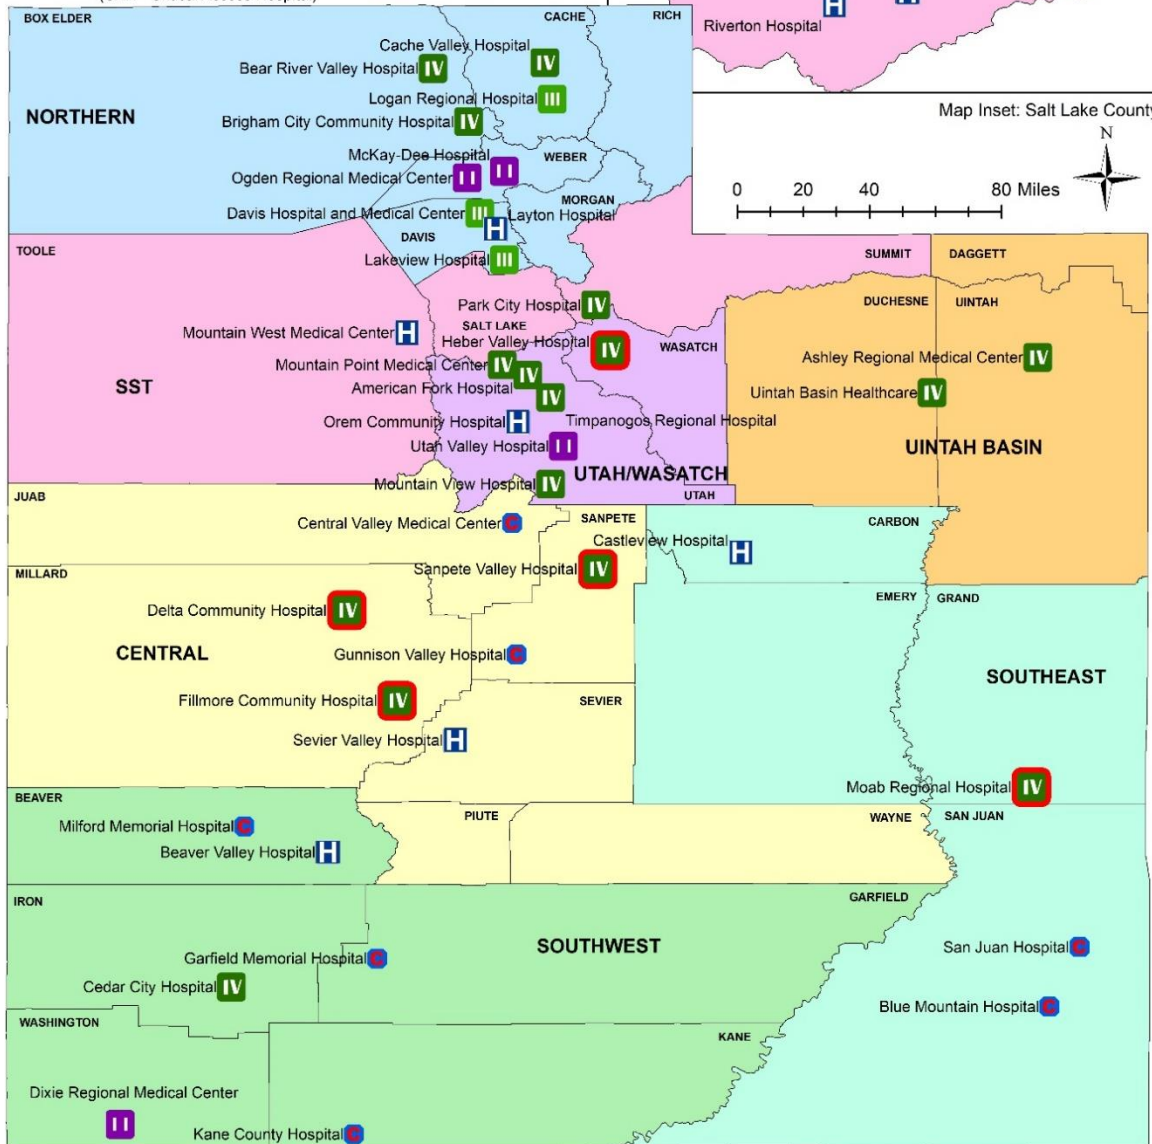 Riverton Hospital
H
BOX ELDER
CACHE
RICH
Cache Valley Hospital
IV
Bear River Valley Hospital
IV
Logan Regional Hospital
III
Map Inset: Salt Lake County
NORTHERN
Brigham City Community Hospital
IV
N
McKay-Dee Hospital
II
WEBER
Ogden Regional Medical Center
II
0 20 40 80 Miles
MORGAN
Davis Hospital and Medical Center
III
Layton Hospital
H
DAVIS
TOOLE
Lakeview Hospital
III
SUMMIT
DAGGETT
Park City Hospital
IV
DUCHESNE
UINTAH
Mountain West Medical Center
H
SALT LAKE
Heber Valley Hospital
IV
WASATCH
Ashley Regional Medical Center
IV
Mountain Point Medical Center
IV
SST
American Fork Hospital
IV
IV
Uintah Basin Healthcare
IV
Orem Community Hospital
H
Timpanogos Regional Hospital
Utah Valley Hospital
II
UINTAH BASIN
UTAH/WASATCH
Mountain View Hospital
IV
JUAB
UTAH
Central Valley Medical Center
C
SANPETE
CARBON
Castleview Hospital
H
MILLARD
Sanpete Valley Hospital
IV
EMERY
GRAND
Delta Community Hospital
IV
CENTRAL
Gunnison Valley Hospital
C
SOUTHEAST
Fillmore Community Hospital
IV
SEVIER
Sevier Valley Hospital
H
Moab Regional Hospital
IV
BEAVER
PIUTE
WAYNE
SAN JUAN
Milford Memorial Hospital
C
Beaver Valley Hospital
H
IRON
GARFIELD
SOUTHWEST
San Juan Hospital
C
Garfield Memorial Hospital
C
Cedar City Hospital
IV
Blue Mountain Hospital
C
WASHINGTON
KANE
Dixie Regional Medical Center
II
Kane County Hospital
C